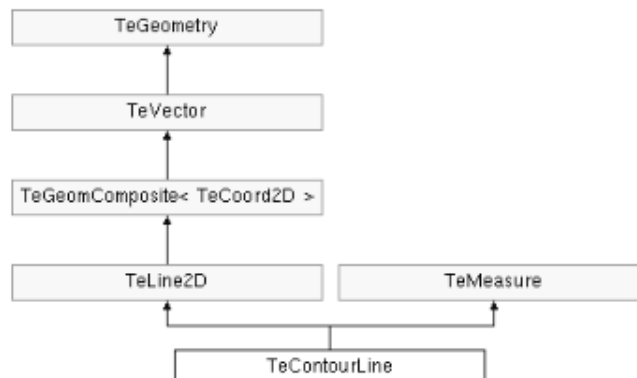 TeGeometry
TeVector
TeGeomComposite< TeCoord2D >
TeLine2D
TeMeasure
TeContourLine